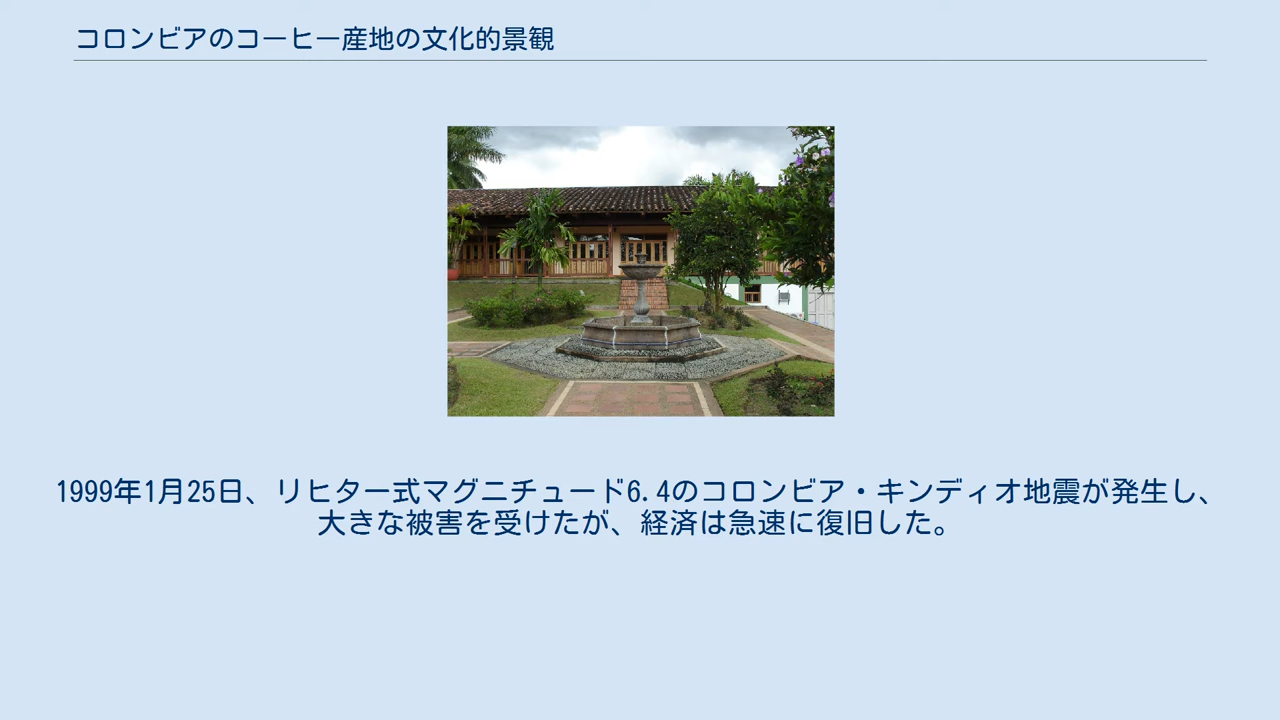 コロンビアのコーヒー産地の文化的景観
1999年1月25日、リヒター式マグニチュード6.4のコロンビア・キンディオ地震が発生し、
大きな被害を受けたが、経済は急速に復旧した。